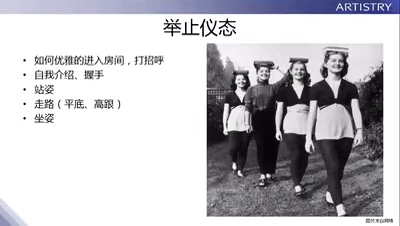 ARTISTRY
举止仪态
• 如何优雅的进入房间，打招呼
• 自我介绍、握手
• 站姿
• 走路（平底、高跟）
• 坐姿
图片来自网络